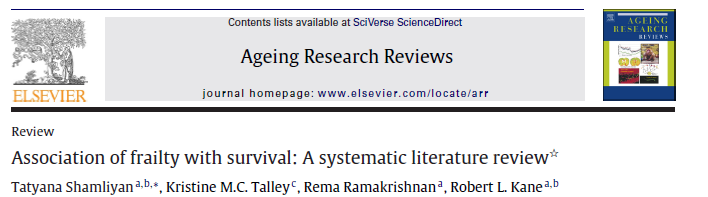 Contents lists available at SciVerse ScienceDirect
Ageing Research Reviews
journal homepage: www.elsevier.com/locate/arr
ELSEVIER
AGEING
RESEARCH
REVIEWS
Review
Association of frailty with survival: A systematic literature review☆
Tatyana Shamliyan a,b,*, Kristine M.C. Talley c, Rema Ramakrishnan a, Robert L. Kane a,b